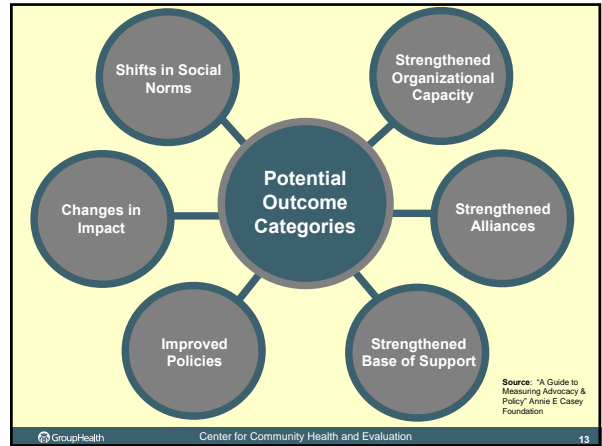 Shifts in Social
Norms
Strengthened
Organizational
Capacity
Potential
Outcome
Categories
Changes in
Impact
Strengthened
Alliances
Improved
Policies
Strengthened
Base of Support
Source: "A Guide to
Measuring Advocacy &
Policy" Annie E Casey
Foundation
GroupHealth
Center for Community Health and Evaluation
13